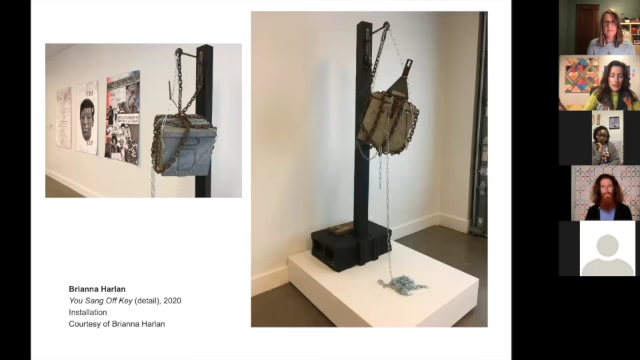 Brianna Harlan
You Sang Off Key (detail), 2020
Installation
Courtesy of Brianna Harlan